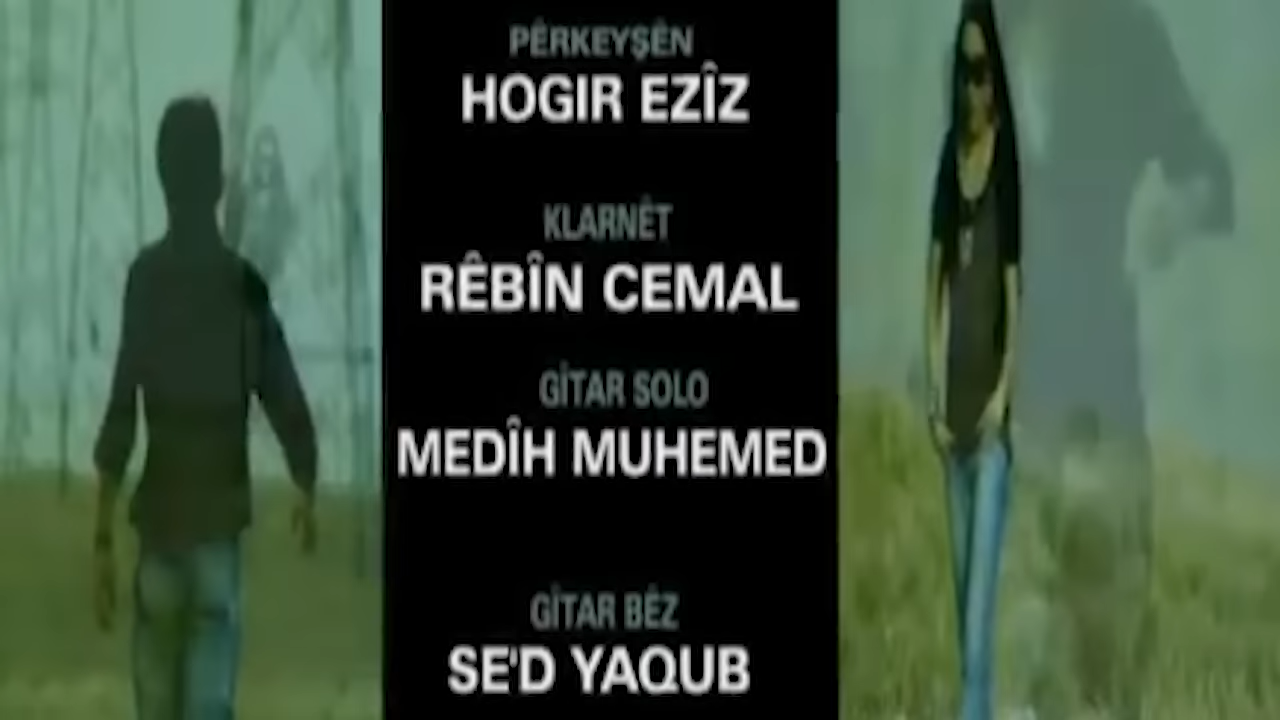 PÊRKEYŞÊN
HOGIR EZÎZ
KLARNÊT
RÊBÎN CEMAL
GÎTAR SOLO
MEDÎH MUHEMED
GÎTAR BÊZ
SE'D YAQUB